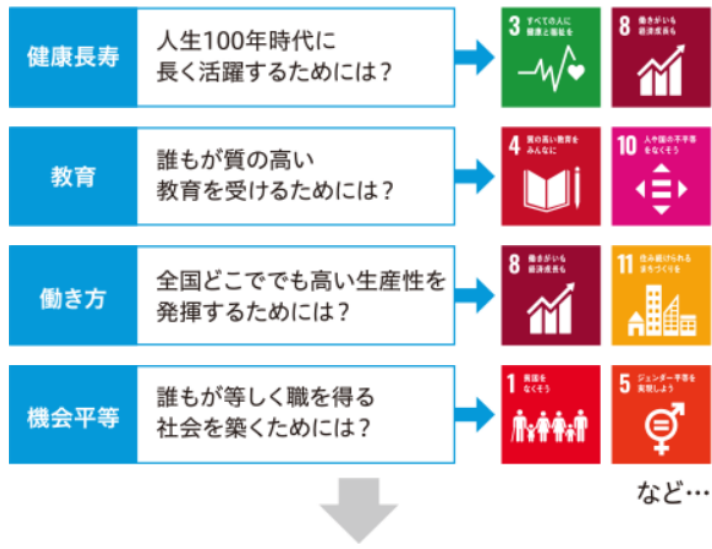 健康長寿
人生100年時代に
長く活躍するためには？
3 すべての人に
健康と福祉を
8 働きがいも
経済成長も
教育
誰もが質の高い
教育を受けるためには？
4 質の高い教育を
みんなに
10 人や国の不平等
をなくそう
働き方
全国どこででも高い生産性を
発揮するためには？
8 働きがいも
経済成長も
11 住み続けられる
まちづくりを
機会平等
誰もが等しく職を得る
社会を築くためには？
1 貧困を
なくそう
5 ジェンダー平等を
実現しよう
など…